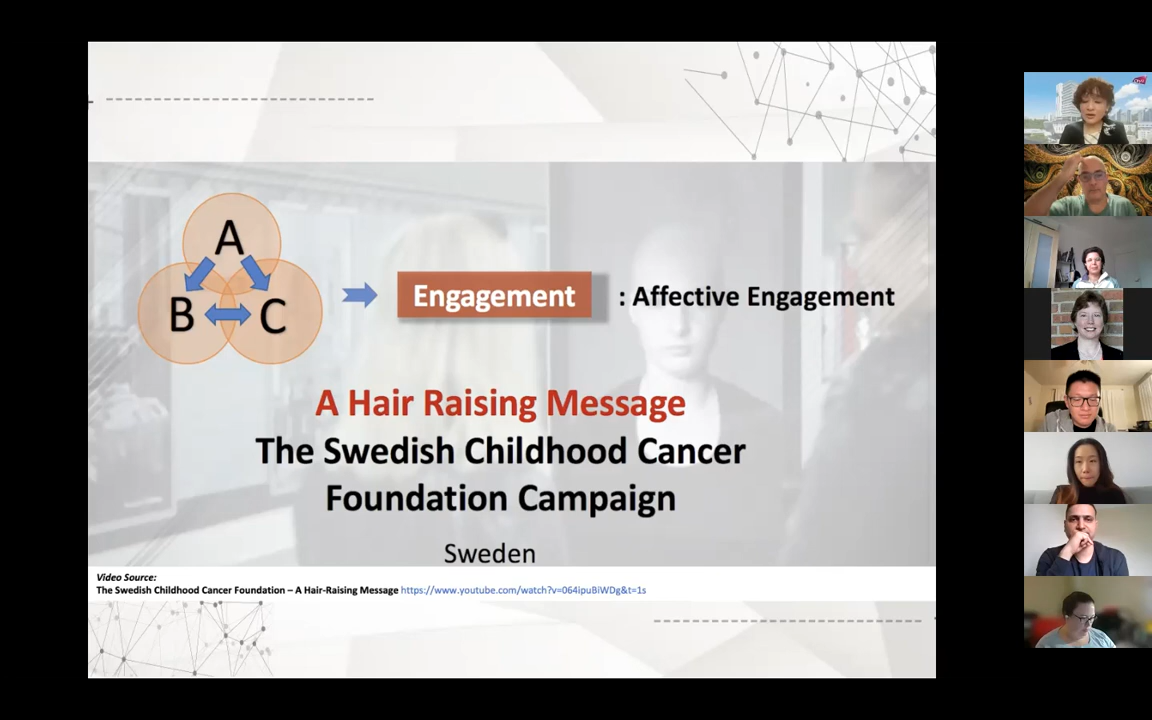 A
B
C
Engagement
: Affective Engagement
A Hair Raising Message
The Swedish Childhood Cancer
Foundation Campaign
Sweden
Video Source:
The Swedish Childhood Cancer Foundation – A Hair-Raising Message https://www.youtube.com/watch?v=064ipuBiWDg&t=1s